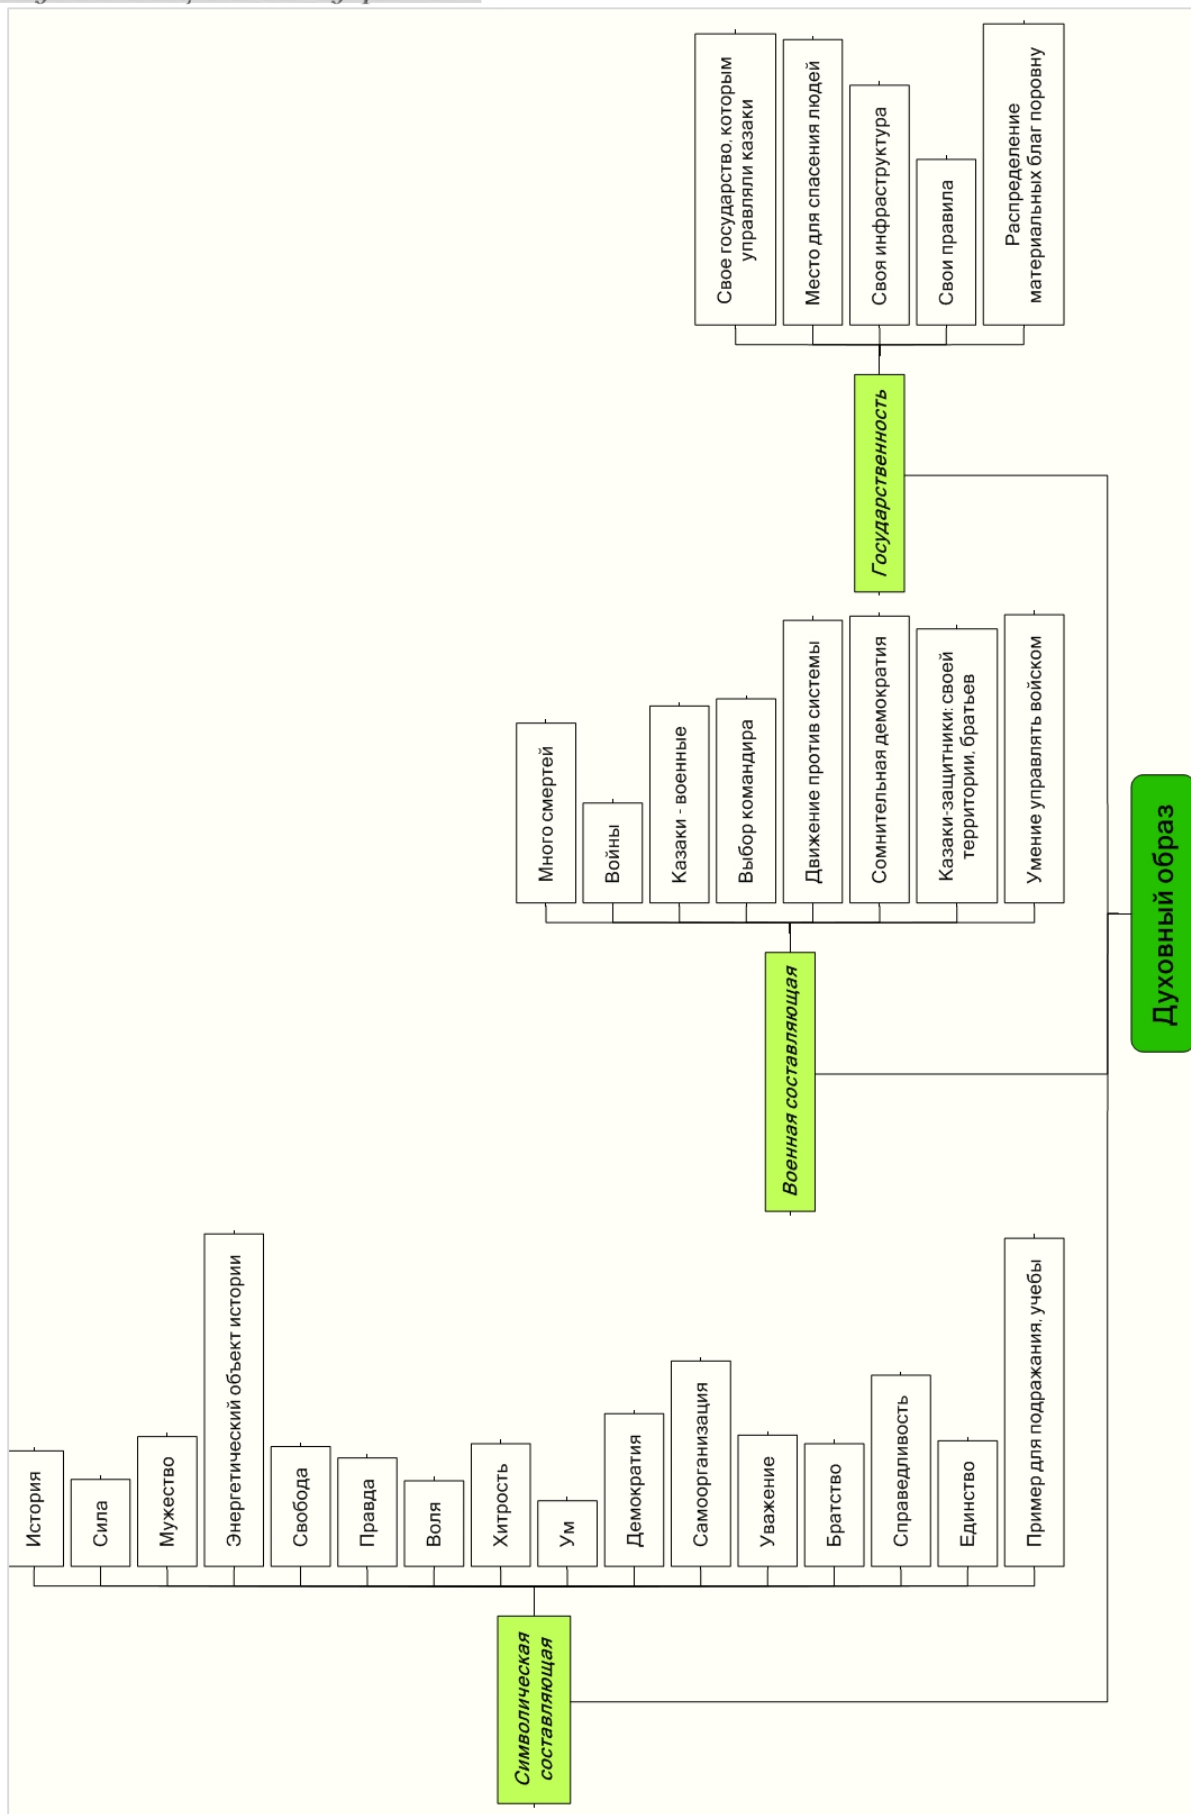 Духовный образ
Символическая
составляющая
История
Сила
Мужество
Энергетический объект истории
Свобода
Правда
Воля
Хитрость
Ум
Демократия
Самоорганизация
Уважение
Братство
Справедливость
Единство
Пример для подражания, учебы
Военная составляющая
Много смертей
Войны
Казаки - военные
Выбор командира
Движение против системы
Сомнительная демократия
Казаки-защитники: своей
территории, братьев
Умение управлять войском
Государственность
Свое государство, которым
управляли казаки
Место для спасения людей
Своя инфраструктура
Свои правила
Распределение
материальных благ поровну